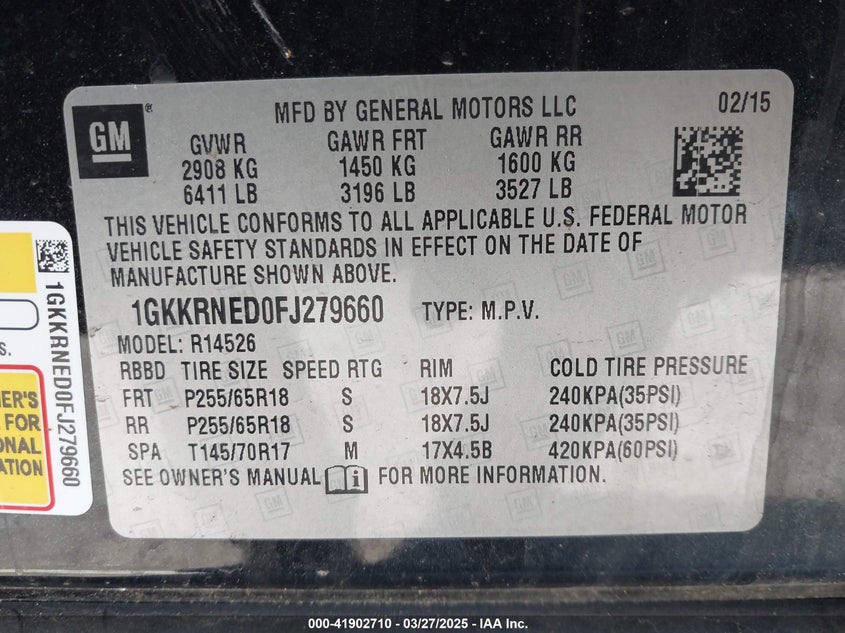 GM ®
MFD BY GENERAL MOTORS LLC 02/15
GVWR GAWR FRT GAWR RR
2908 KG 1450 KG 1600 KG
6411 LB 3196 LB 3527 LB
THIS VEHICLE CONFORMS TO ALL APPLICABLE U.S. FEDERAL MOTOR
VEHICLE SAFETY STANDARDS IN EFFECT ON THE DATE OF
MANUFACTURE SHOWN ABOVE.
1GKKRNED0FJ279660 TYPE: M.P.V.
MODEL: R14526
RBBD TIRE SIZE SPEED RTG RIM COLD TIRE PRESSURE
FRT P255/65R18 S 18X7.5J 240KPA(35PSI)
RR P255/65R18 S 18X7.5J 240KPA(35PSI)
SPA T145/70R17 M 17X4.5B 420KPA(60PSI)
SEE OWNER'S MANUAL i FOR MORE INFORMATION.
1GKKRNED0FJ279660
S.
ER'S
FOR
ONAL
ATION
000-41902710 - 03/27/2025 - IAA Inc.